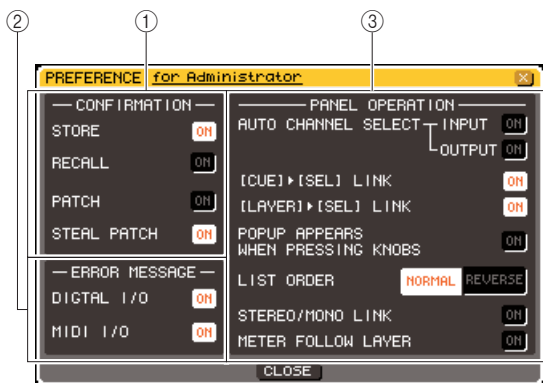 ② ① ③
PREFERENCE for Administrator X
CONFIRMATION
STORE ON
RECALL ON
PATCH ON
STEAL PATCH ON
ERROR MESSAGE
DIGTAL I/O ON
MIDI I/O ON
PANEL OPERATION
AUTO CHANNEL SELECT INPUT ON
OUTPUT ON
[CUE]▸[SEL] LINK ON
[LAYER]▸[SEL] LINK ON
POPUP APPEARS
WHEN PRESSING KNOBS ON
LIST ORDER NORMAL REVERSE
STEREO/MONO LINK ON
METER FOLLOW LAYER ON
CLOSE